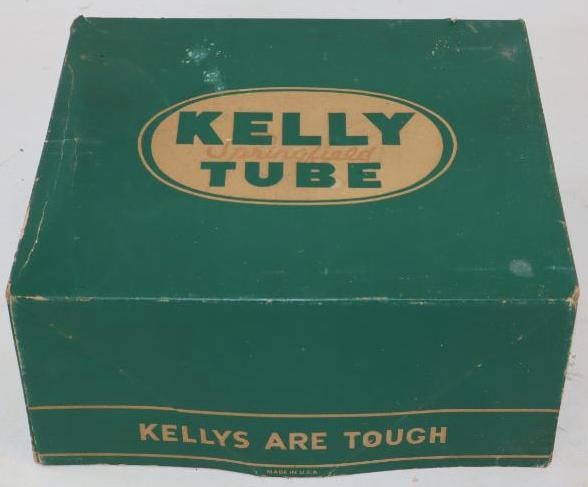 KELLY
Springfield
TUBE
KELLYS ARE TOUGH
MADE IN U.S.A.